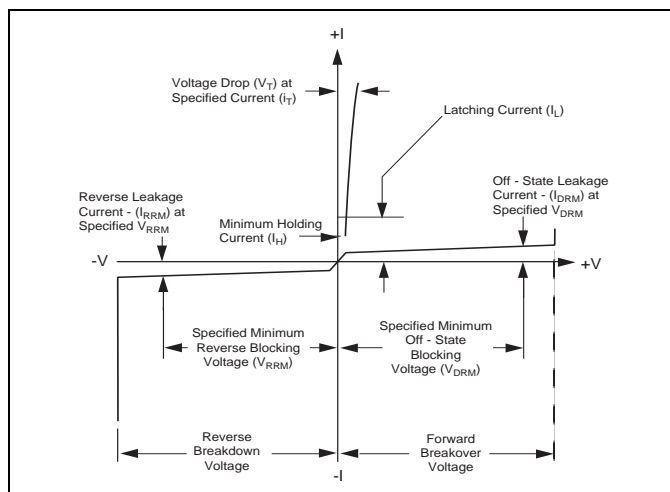 +I
Voltage Drop (VT) at
Specified Current (iT)
Latching Current (IL)
Reverse Leakage
Current - (IRRM) at
Specified VRRM
Off - State Leakage
Current - (IDRM) at
Specified VDRM
Minimum Holding
Current (IH)
-V
+V
Specified Minimum
Reverse Blocking
Voltage (VRRM)
Specified Minimum
Off - State
Blocking
Voltage (VDRM)
Reverse
Breakdown
Voltage
Forward
Breakover
Voltage
-I